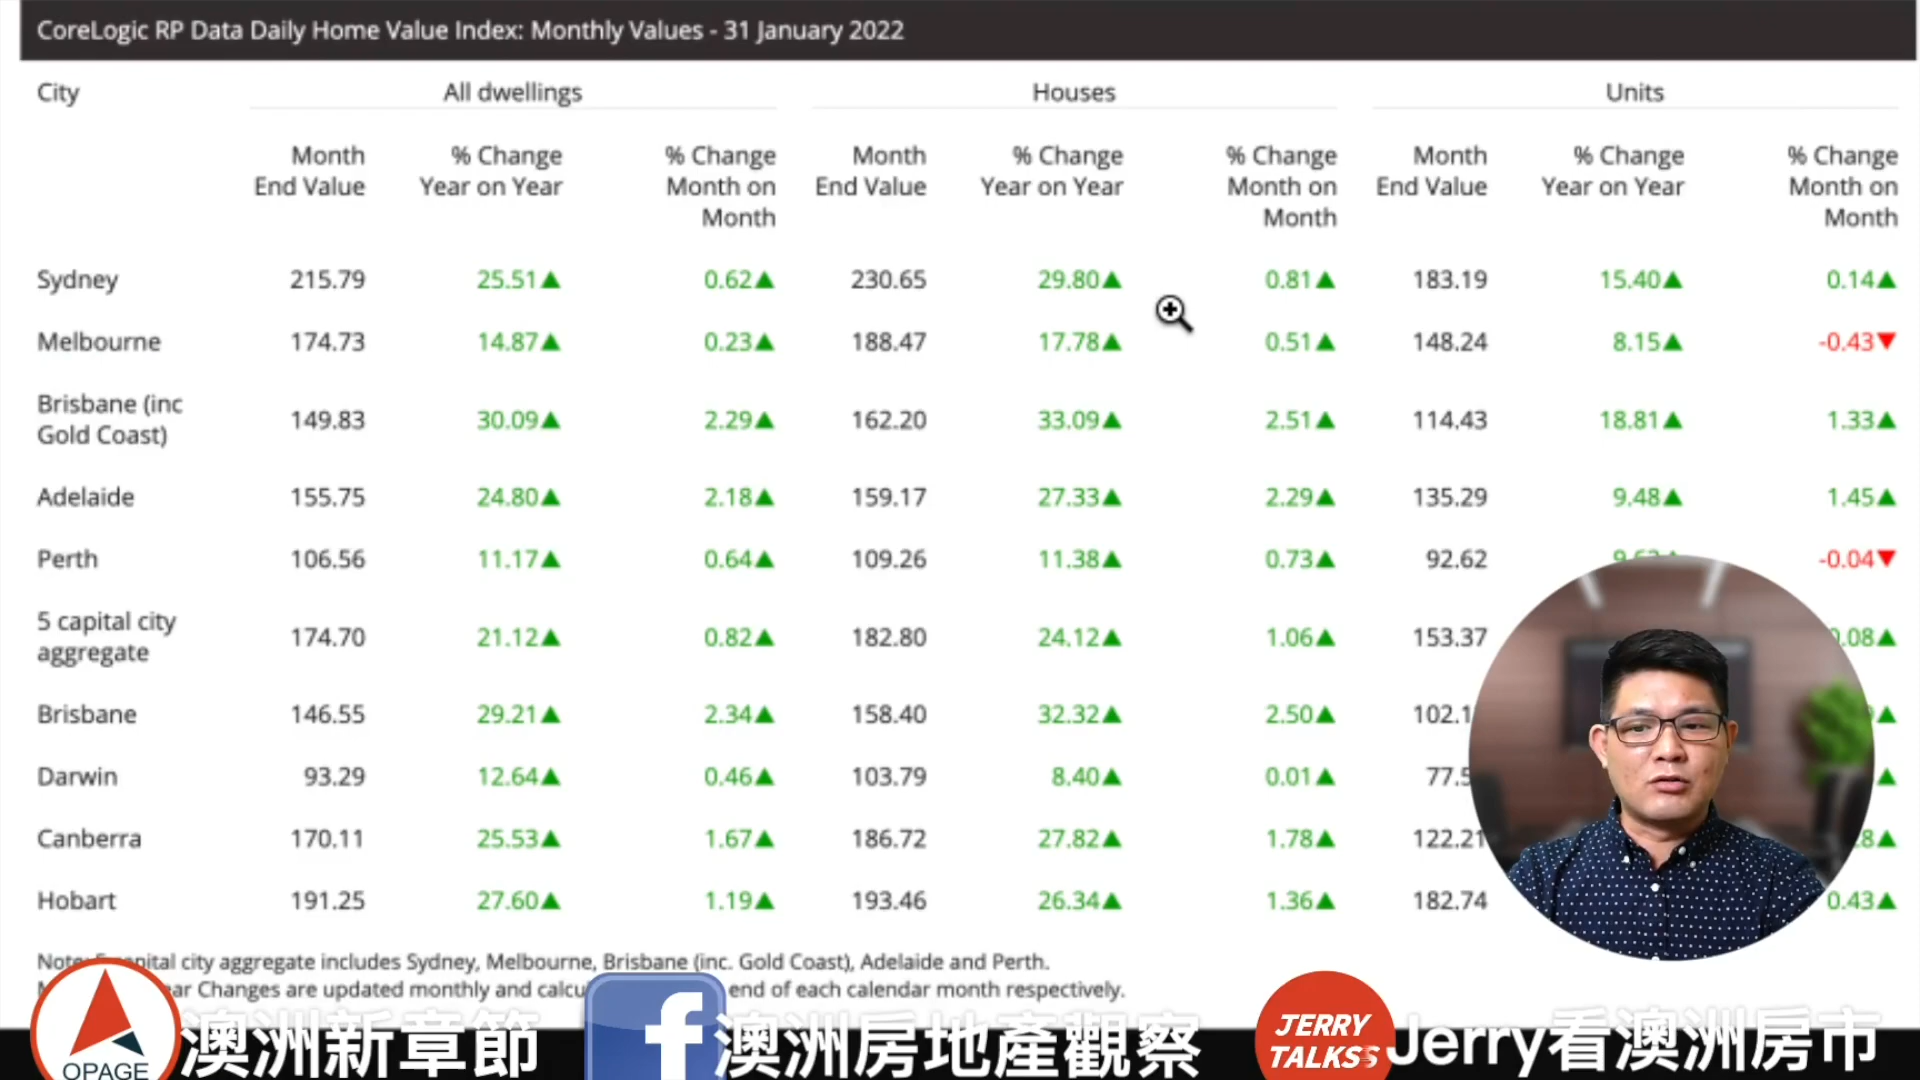 CoreLogic RP Data Daily Home Value Index: Monthly Values - 31 January 2022
City All dwellings Houses Units
Month End Value % Change Year on Year % Change Month on Month Month End Value % Change Year on Year % Change Month on Month Month End Value % Change Year on Year % Change Month on Month
Sydney 215.79 25.51▲ 0.62▲ 230.65 29.80▲ 0.81▲ 183.19 15.40▲ 0.14▲
Melbourne 174.73 14.87▲ 0.23▲ 188.47 17.78▲ 0.51▲ 148.24 8.15▲ -0.43▼
Brisbane (inc Gold Coast) 149.83 30.09▲ 2.29▲ 162.20 33.09▲ 2.51▲ 114.43 18.81▲ 1.33▲
Adelaide 155.75 24.80▲ 2.18▲ 159.17 27.33▲ 2.29▲ 135.29 9.48▲ 1.45▲
Perth 106.56 11.17▲ 0.64▲ 109.26 11.38▲ 0.73▲ 92.62 -0.04▼
5 capital city aggregate 174.70 21.12▲ 0.82▲ 182.80 24.12▲ 1.06▲ 153.37
Brisbane 146.55 29.21▲ 2.34▲ 158.40 32.32▲ 2.50▲
Darwin 93.29 12.64▲ 0.46▲ 103.79 8.40▲ 0.01▲
Canberra 170.11 25.53▲ 1.67▲ 186.72 27.82▲ 1.78▲ 122.21
Hobart 191.25 27.60▲ 1.19▲ 193.46 26.34▲ 1.36▲ 182.74 0.43▲
capital city aggregate includes Sydney, Melbourne, Brisbane (inc. Gold Coast), Adelaide and Perth.
Changes are updated monthly and end of each calendar month respectively.
OPAGE 澳洲新章節 f 澳洲房地產觀察 JERRY TALKS Jerry看澳洲房市